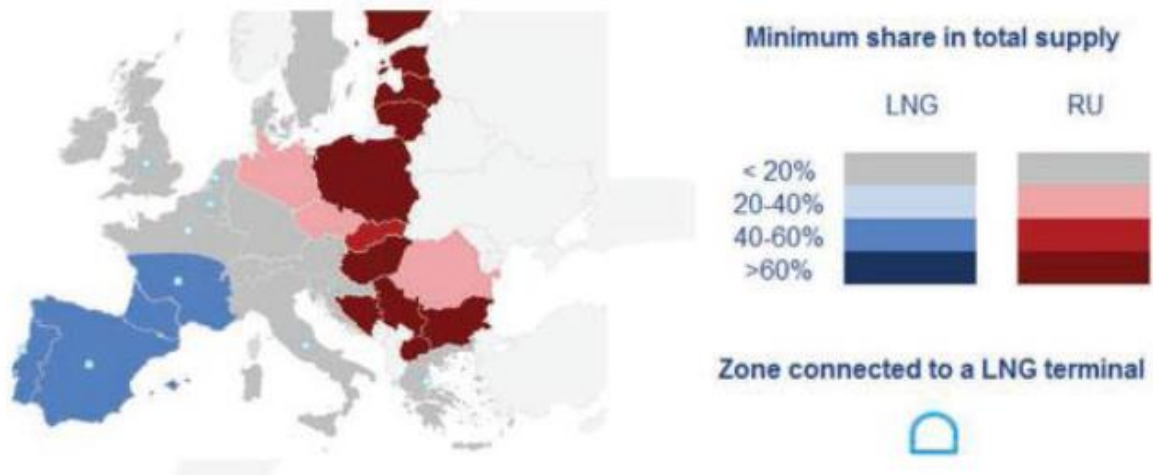 Minimum share in total supply
LNG RU
< 20%
20-40%
40-60%
>60%
Zone connected to a LNG terminal